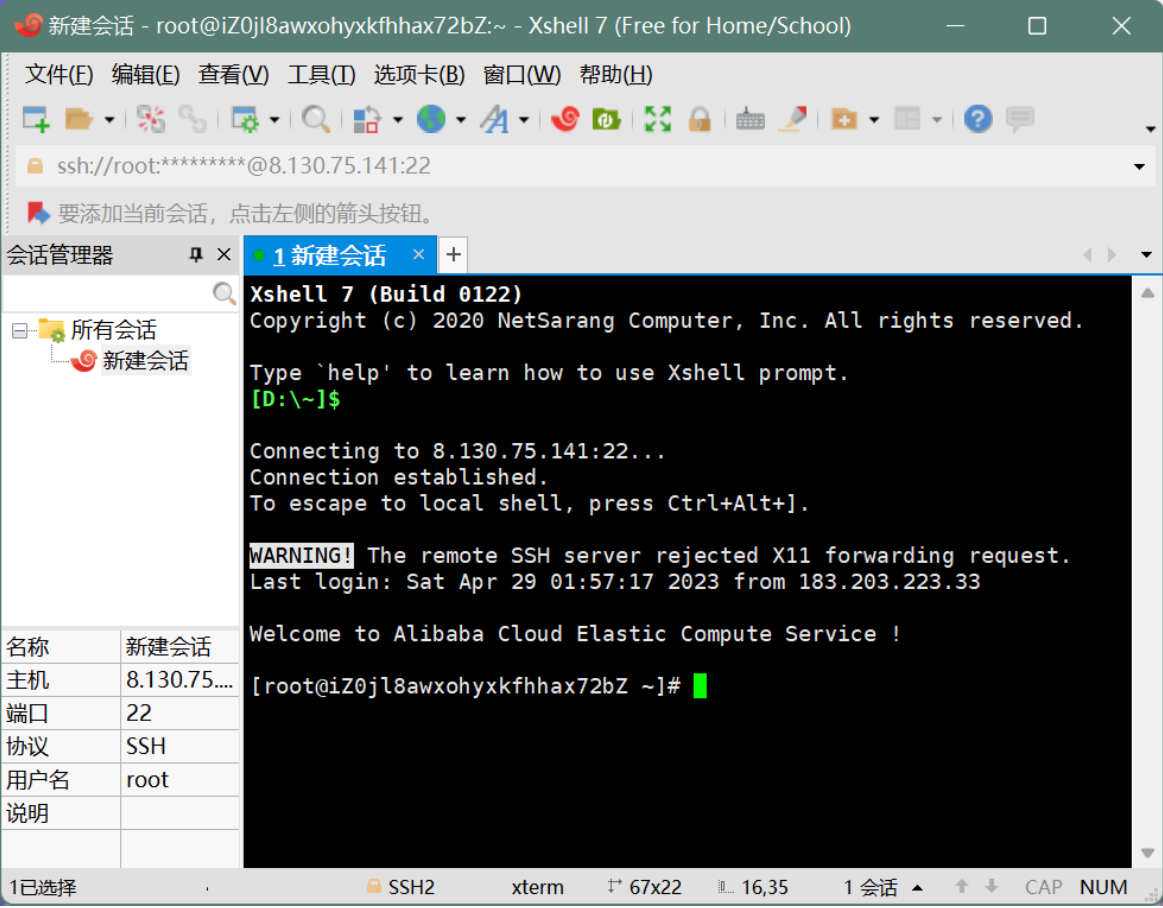 新建会话 - root@iZ0jl8awxohyxkfhhax72bZ:~ - Xshell 7 (Free for Home/School)
文件(F) 编辑(E) 查看(V) 工具(T) 选项卡(B) 窗口(W) 帮助(H)
ssh://root:*********@8.130.75.141:22
要添加当前会话，点击左侧的箭头按钮。
会话管理器
1 新建会话
所有会话
新建会话
Xshell 7 (Build 0122)
Copyright (c) 2020 NetSarang Computer, Inc. All rights reserved.
Type `help' to learn how to use Xshell prompt.
[D:\~]$
Connecting to 8.130.75.141:22...
Connection established.
To escape to local shell, press Ctrl+Alt+].
WARNING! The remote SSH server rejected X11 forwarding request.
Last login: Sat Apr 29 01:57:17 2023 from 183.203.223.33
Welcome to Alibaba Cloud Elastic Compute Service !
[root@iZ0jl8awxohyxkfhhax72bZ ~]#
名称 新建会话
主机 8.130.75....
端口 22
协议 SSH
用户名 root
说明
1已选择 SSH2 xterm 67x22 16,35 1 会话 CAP NUM